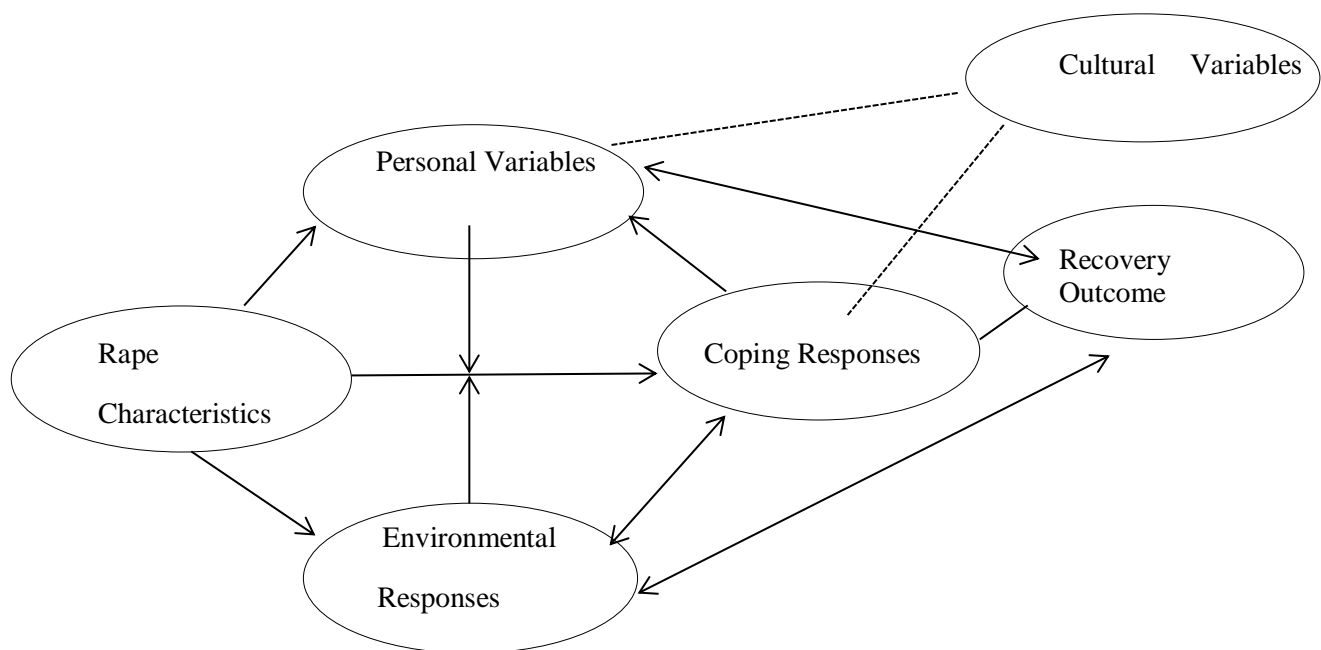 Cultural Variables
Personal Variables
Recovery
Outcome
Rape
Characteristics
Coping Responses
Environmental
Responses